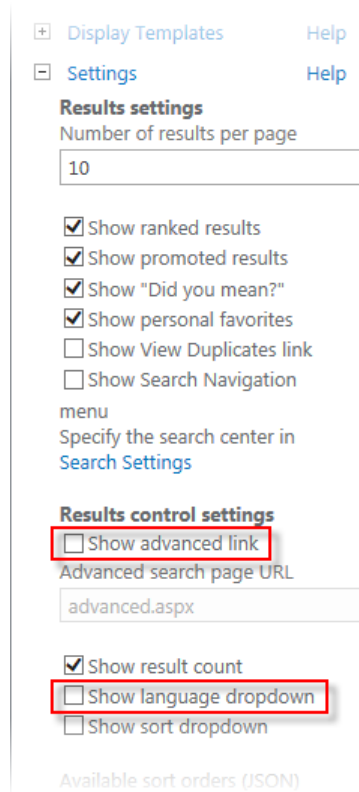 Display Templates Help
Settings Help
Results settings
Number of results per page
10
Show ranked results
Show promoted results
Show "Did you mean?"
Show personal favorites
Show View Duplicates link
Show Search Navigation
menu
Specify the search center in
Search Settings
Results control settings
Show advanced link
Advanced search page URL
advanced.aspx
Show result count
Show language dropdown
Show sort dropdown
Available sort orders (JSON)